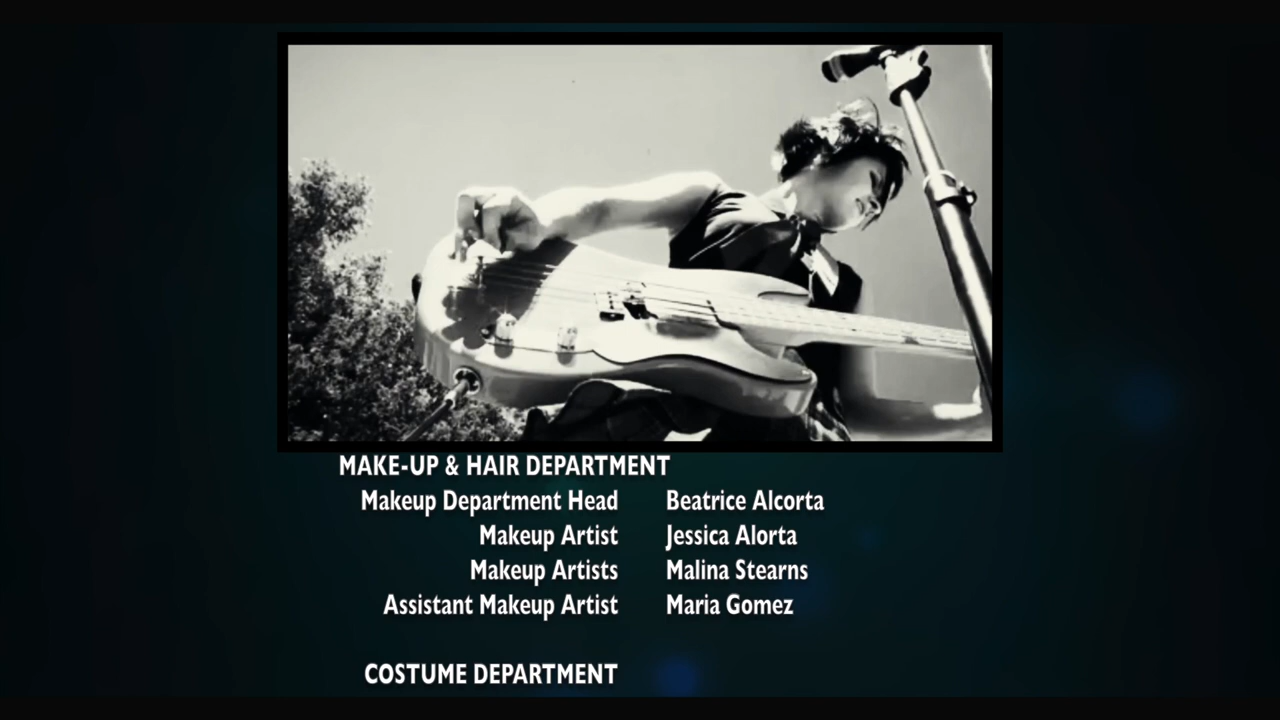 MAKE-UP & HAIR DEPARTMENT
Makeup Department Head Beatrice Alcorta
Makeup Artist Jessica Alorta
Makeup Artists Malina Stearns
Assistant Makeup Artist Maria Gomez
COSTUME DEPARTMENT